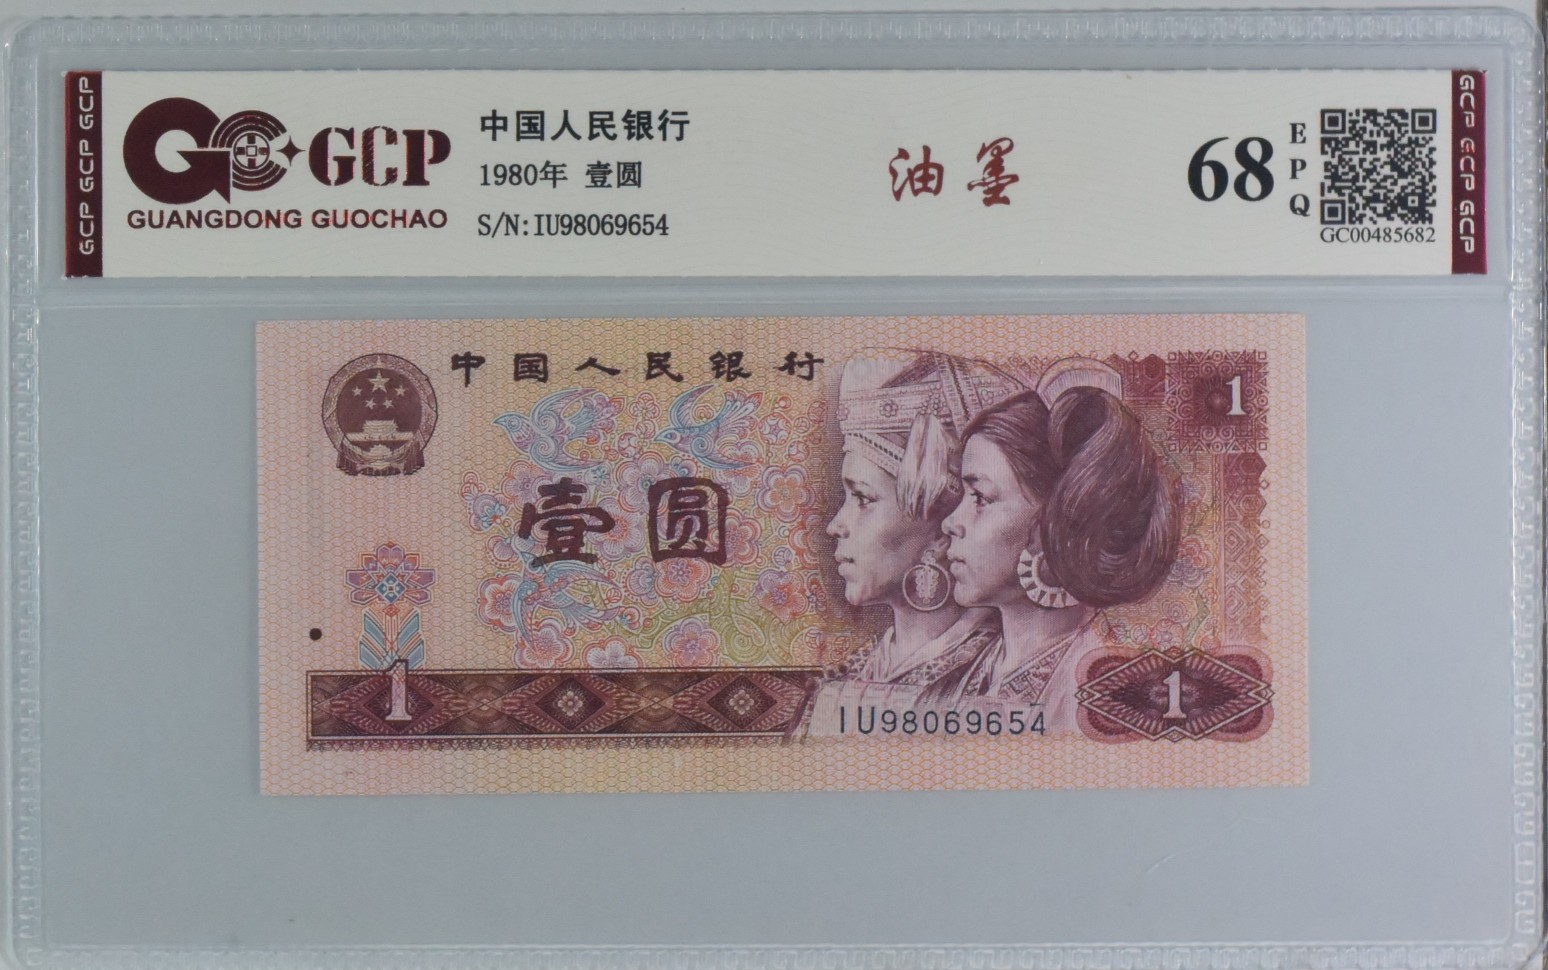 GCP GCP GCP
GCP
GUANGDONG GUOCHAO
中国人民银行
1980年 壹圆
S/N:IU98069654
油墨
68
EPQ
GC00485682
GCP GCP GCP
中国人民银行
1
壹圆
1
IU98069654
1